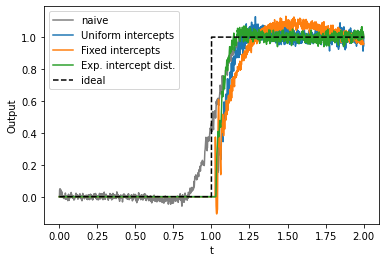 naive
Uniform intercepts
Fixed intercepts
Exp. intercept dist.
ideal
Output
1.0
0.8
0.6
0.4
0.2
0.0
0.00 0.25 0.50 0.75 1.00 1.25 1.50 1.75 2.00
t